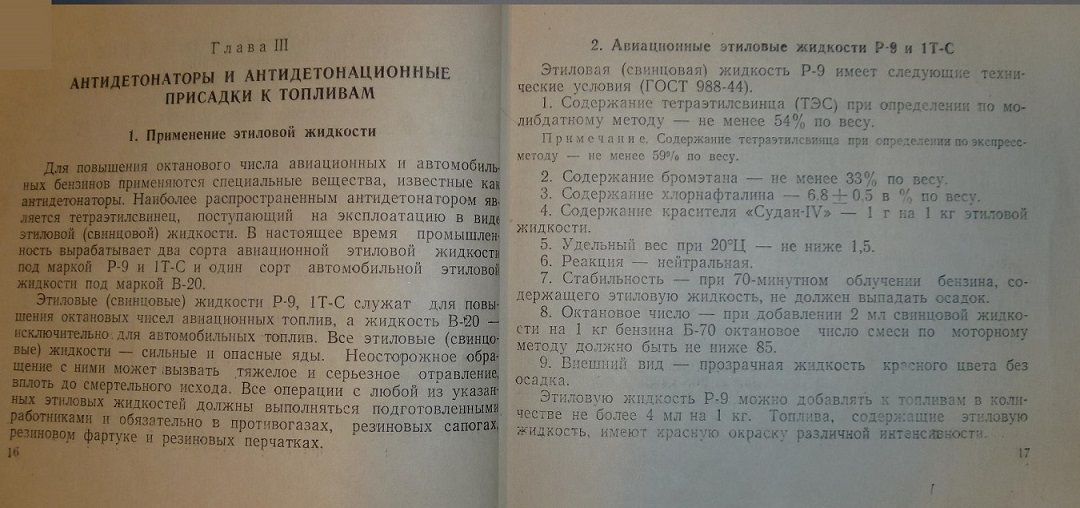 Глава III
АНТИДЕТОНАТОРЫ И АНТИДЕТОНАЦИОННЫЕ
ПРИСАДКИ К ТОПЛИВАМ
1. Применение этиловой жидкости
Для повышения октанового числа авиационных и автомобиль-
ных бензинов применяются специальные вещества, известные как
антидетонаторы. Наиболее распространенным антидетонатором яв-
ляется тетраэтилсвинец, поступающий на эксплоатацию в виде
этиловой (свинцовой) жидкости. В настоящее время промышлен-
ность вырабатывает два сорта авиационной этиловой жидкости
под маркой Р-9 и 1Т-С и один сорт автомобильной этиловой
жидкости под маркой В-20.
Этиловые (свинцовые) жидкости Р-9, 1Т-С служат для повы-
шения октановых чисел авиационных топлив, а жидкость В-20 —
исключительно для автомобильных топлив. Все этиловые (свинцо-
вые) жидкости — сильные и опасные яды. Неосторожное обра-
щение с ними может вызвать тяжелое и серьезное отравление,
вплоть до смертельного исхода. Все операции с любой из указан-
ных этиловых жидкостей должны выполняться подготовленными
работниками и обязательно в противогазах, резиновых сапогах,
резиновом фартуке и резиновых перчатках.
16
2. Авиационные этиловые жидкости Р-9 и 1Т-С
Этиловая (свинцовая) жидкость Р-9 имеет следующие техни-
ческие условия (ГОСТ 988-44).
1. Содержание тетраэтилсвинца (ТЭС) при определении по мо-
либдатному методу — не менее 54% по весу.
Примечание. Содержание тетраэтилсвинца при определении по экспресс-
методу — не менее 59% по весу.
2. Содержание бромэтана — не менее 33% по весу.
3. Содержание хлорнафталина — 6,8 ± 0,5 в % по весу.
4. Содержание красителя «Судан-IV» — 1 г на 1 кг этиловой
жидкости.
5. Удельный вес при 20°Ц — не ниже 1,5.
6. Реакция — нейтральная.
7. Стабильность — при 70-минутном облучении бензина, со-
держащего этиловую жидкость, не должен выпадать осадок.
8. Октановое число — при добавлении 2 мл свинцовой жидко-
сти на 1 кг бензина Б-70 октановое число смеси по моторному
методу должно быть не ниже 85.
9. Внешний вид — прозрачная жидкость красного цвета без
осадка.
Этиловую жидкость Р-9 можно добавлять к топливам в коли-
честве не более 4 мл на 1 кг. Топлива, содержащие этиловую
жидкость, имеют красную окраску различной интенсивности.
17